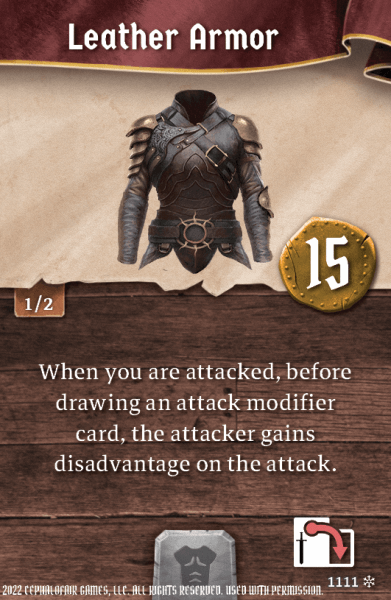 Leather Armor
15
1/2
When you are attacked, before
drawing an attack modifier
card, the attacker gains
disadvantage on the attack.
1111
2022 CEPHALOFAIR GAMES, LLC. ALL RIGHTS RESERVED. USED WITH PERMISSION.